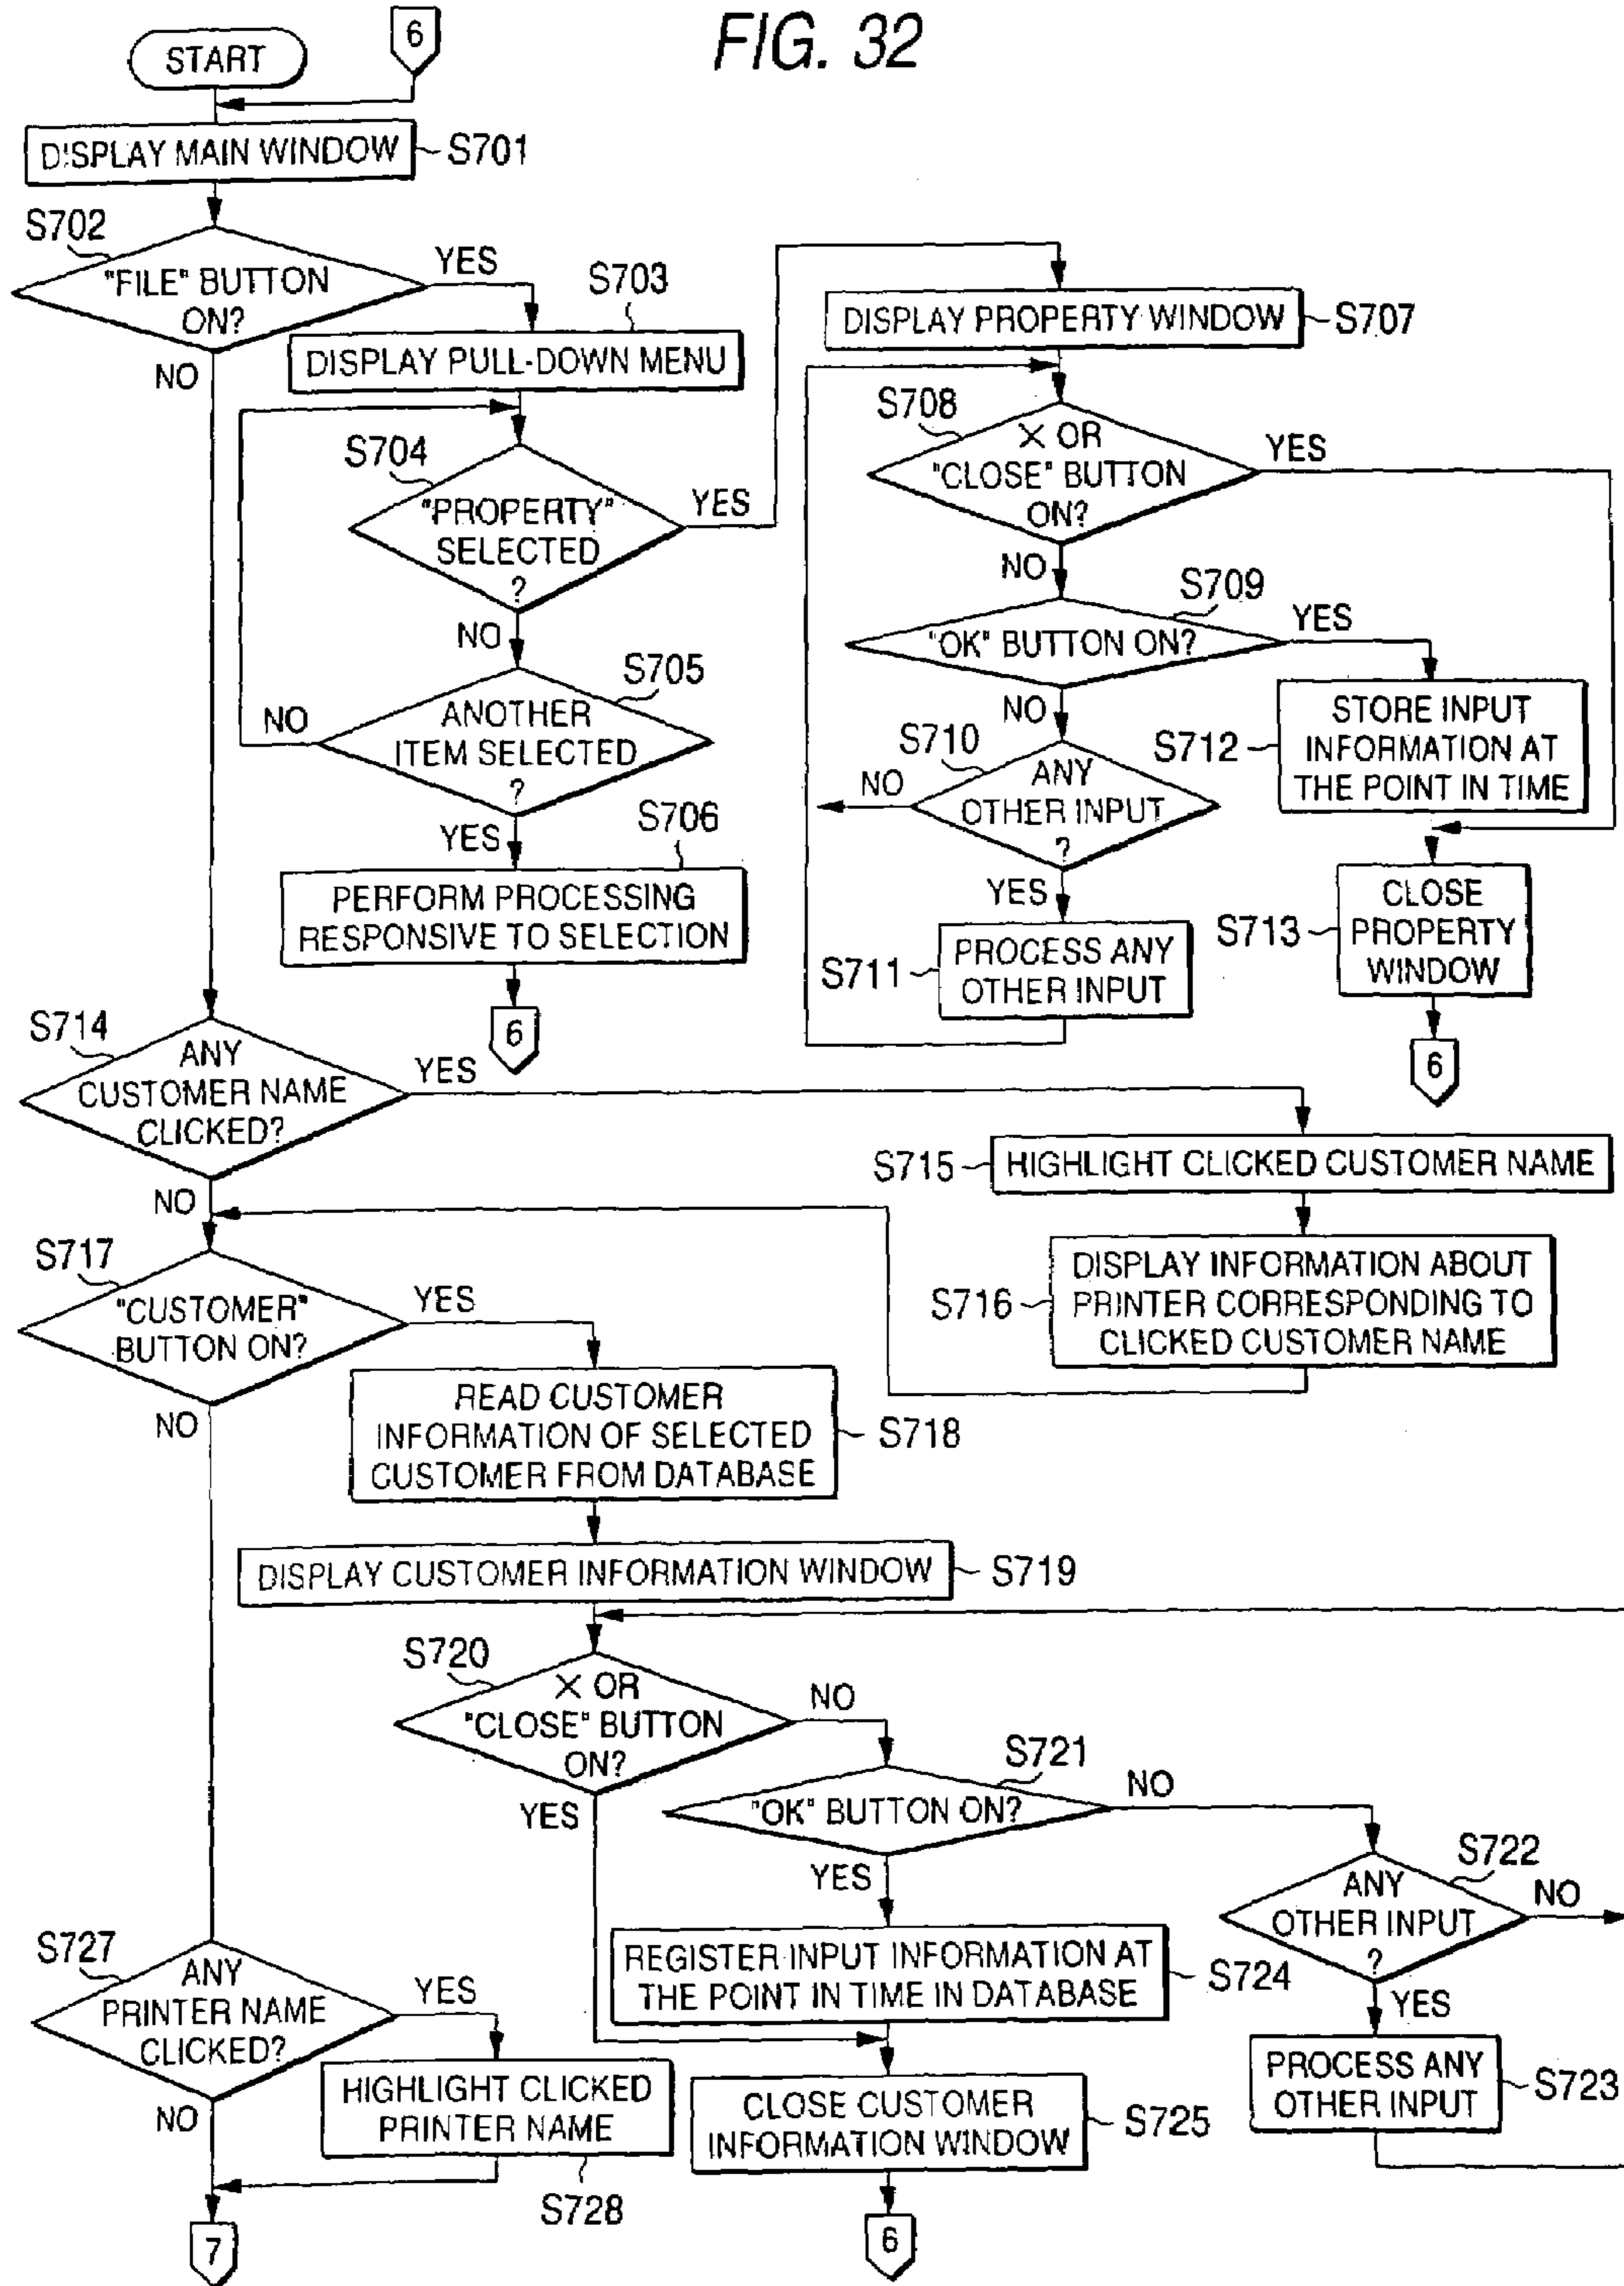 FIG. 32
6
START
DISPLAY MAIN WINDOW
S701
S702
"FILE" BUTTON
ON?
YES
NO
S703
DISPLAY PULL-DOWN MENU
S704
"PROPERTY"
SELECTED
?
YES
NO
S705
ANOTHER
ITEM SELECTED
?
NO
YES
S706
PERFORM PROCESSING
RESPONSIVE TO SELECTION
6
DISPLAY PROPERTY WINDOW
S707
S708
X OR
"CLOSE" BUTTON
ON?
YES
NO
S709
"OK" BUTTON ON?
YES
NO
S710
ANY
OTHER INPUT
?
NO
YES
S711
PROCESS ANY
OTHER INPUT
S712
STORE INPUT
INFORMATION AT
THE POINT IN TIME
S713
CLOSE
PROPERTY
WINDOW
6
S714
ANY
CUSTOMER NAME
CLICKED?
YES
NO
S715
HIGHLIGHT CLICKED CUSTOMER NAME
S716
DISPLAY INFORMATION ABOUT
PRINTER CORRESPONDING TO
CLICKED CUSTOMER NAME
S717
"CUSTOMER"
BUTTON ON?
YES
NO
READ CUSTOMER
INFORMATION OF SELECTED
CUSTOMER FROM DATABASE
S718
DISPLAY CUSTOMER INFORMATION WINDOW
S719
S720
X OR
"CLOSE" BUTTON
ON?
NO
YES
S721
"OK" BUTTON ON?
NO
YES
S722
ANY
OTHER INPUT
?
NO
YES
PROCESS ANY
OTHER INPUT
S723
REGISTER INPUT INFORMATION AT
THE POINT IN TIME IN DATABASE
S724
CLOSE CUSTOMER
INFORMATION WINDOW
S725
6
S727
ANY
PRINTER NAME
CLICKED?
YES
NO
HIGHLIGHT CLICKED
PRINTER NAME
S728
7